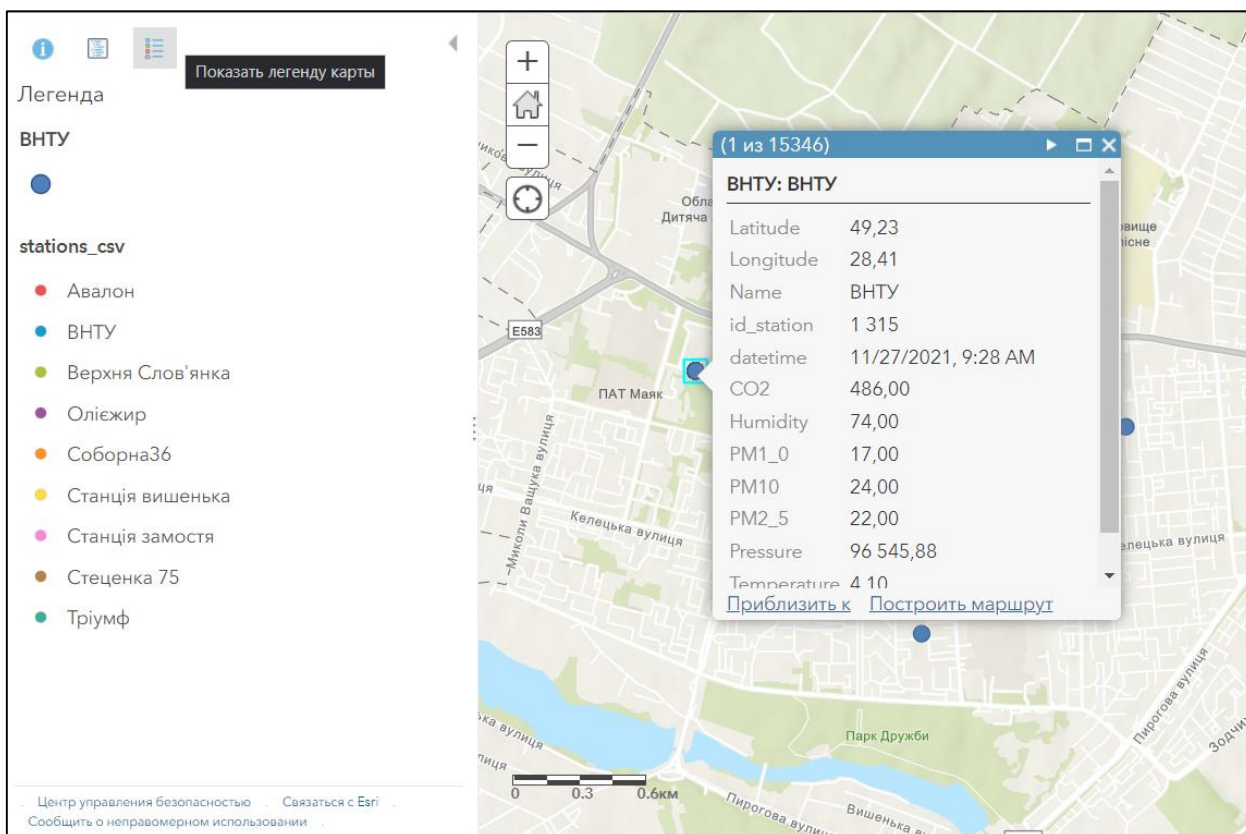 Показать легенду карты
Легенда
ВНТУ
stations_csv
Авалон
ВНТУ
Верхня Слов'янка
Олієжир
Соборна36
Станція вишенька
Станція замостя
Стеценка 75
Тріумф
Центр управления безопасностью . Связаться с Esri .
Сообщить о неправомерном использовании .
+
−
E583
Дитяча
ПАТ Маяк
Миколи Ващука вулиця
Келецька вулиця
(1 из 15346)
ВНТУ: ВНТУ
Latitude 49,23
Longitude 28,41
Name ВНТУ
id_station 1 315
datetime 11/27/2021, 9:28 AM
CO2 486,00
Humidity 74,00
PM1_0 17,00
PM10 24,00
PM2_5 22,00
Pressure 96 545,88
Temperature 4,10
Приблизить к Построить маршрут
Парк Дружби
Пирогова вулиця
0 0.3 0.6км
Пирогова вулиця